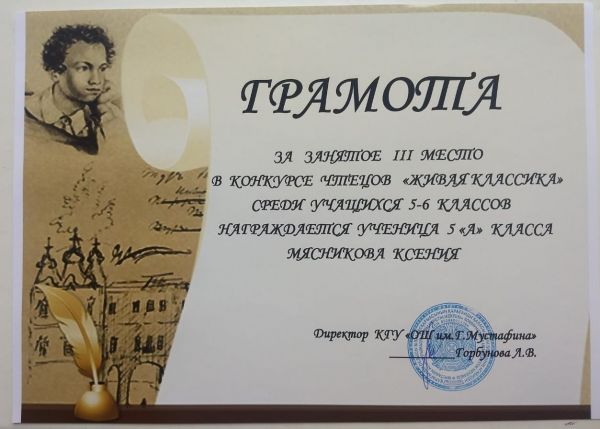 ГРАМОТА
ЗА ЗАНЯТОЕ III МЕСТО
В КОНКУРСЕ ЧТЕЦОВ «ЖИВАЯ КЛАССИКА»
СРЕДИ УЧАЩИХСЯ 5-6 КЛАССОВ
НАГРАЖДАЕТСЯ УЧЕНИЦА 5 «А» КЛАССА
МЯСНИКОВА КСЕНИЯ
Директор КГУ «ОШ им.Г.Мустафина»
Горбунова Л.В.